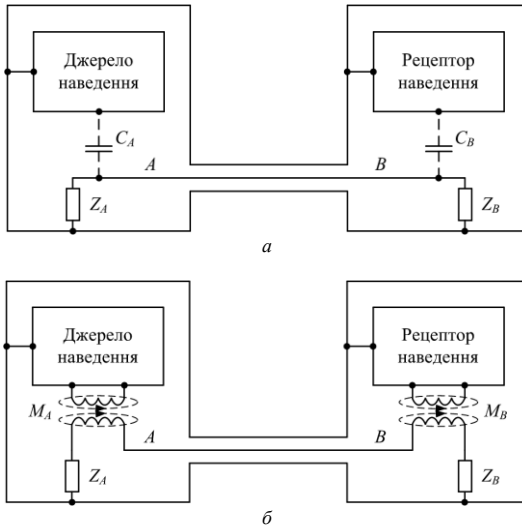 Джерело
наведення
Рецептор
наведення
C_A
C_B
A
B
Z_A
Z_B
а
Джерело
наведення
Рецептор
наведення
M_A
M_B
A
B
Z_A
Z_B
б